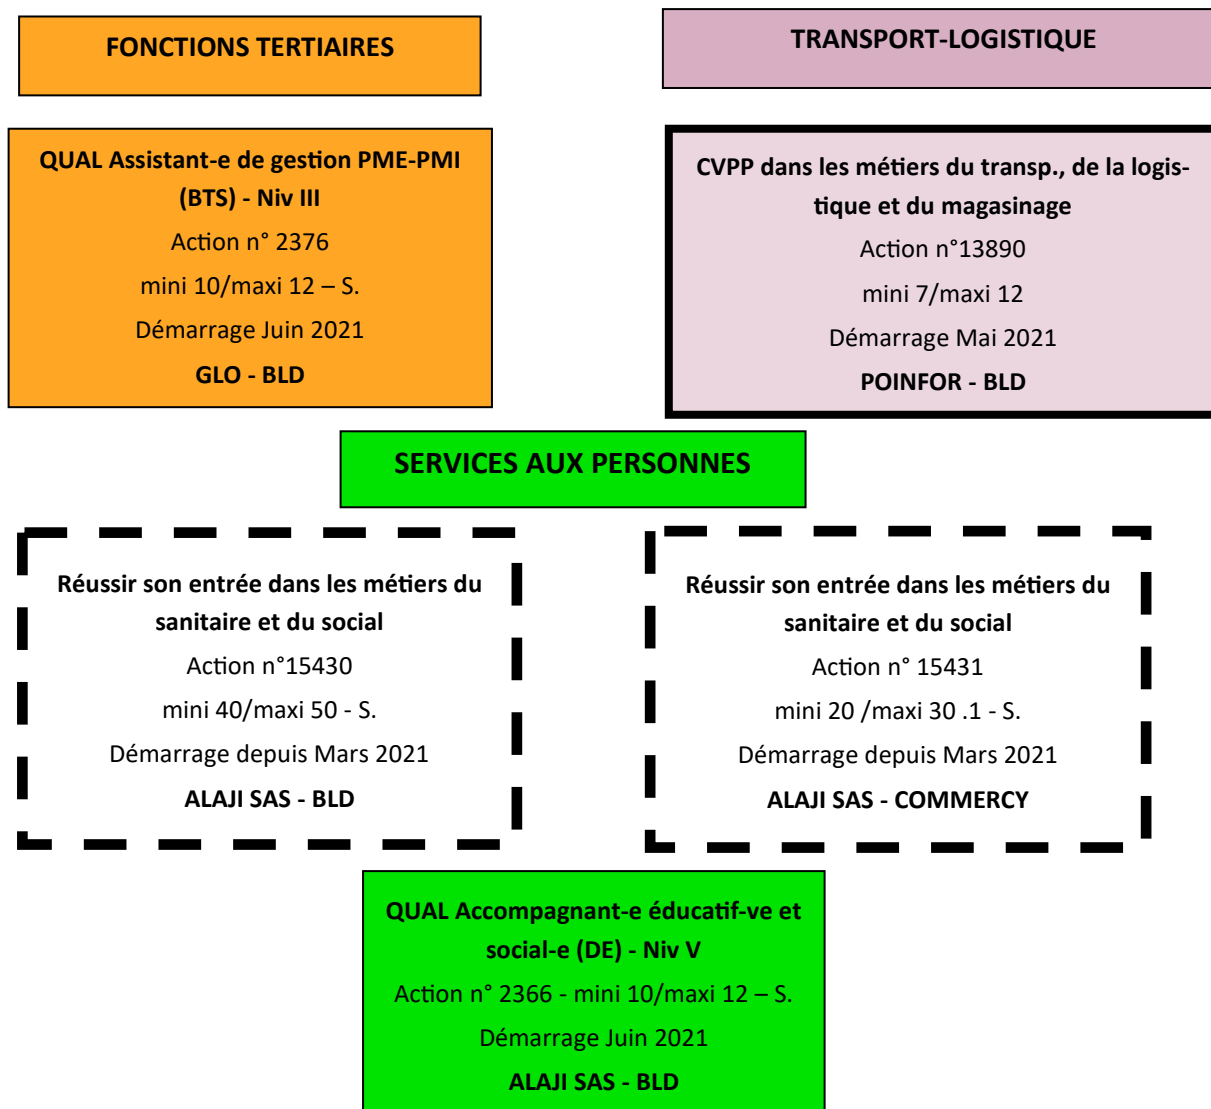 FONCTIONS TERTIAIRES
TRANSPORT-LOGISTIQUE
QUAL Assistant-e de gestion PME-PMI
(BTS) - Niv III
Action n° 2376
mini 10/maxi 12 – S.
Démarrage Juin 2021
GLO - BLD
CVPP dans les métiers du transp., de la logis-
tique et du magasinage
Action n°13890
mini 7/maxi 12
Démarrage Mai 2021
POINFOR - BLD
SERVICES AUX PERSONNES
Réussir son entrée dans les métiers du
sanitaire et du social
Action n°15430
mini 40/maxi 50 - S.
Démarrage depuis Mars 2021
ALAJI SAS - BLD
Réussir son entrée dans les métiers du
sanitaire et du social
Action n° 15431
mini 20 /maxi 30 .1 - S.
Démarrage depuis Mars 2021
ALAJI SAS - COMMERCY
QUAL Accompagnant-e éducatif-ve et
social-e (DE) - Niv V
Action n° 2366 - mini 10/maxi 12 – S.
Démarrage Juin 2021
ALAJI SAS - BLD